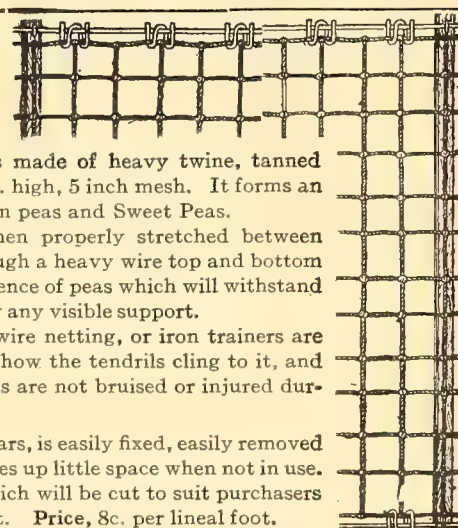 s made of heavy twine, tanned
. high, 5 inch mesh. It forms an
n peas and Sweet Peas.
hen properly stretched between
ugh a heavy wire top and bottom
ence of peas which will withstand
any visible support.
wire netting, or iron trainers are
how the tendrils cling to it, and
s are not bruised or injured dur-
ars, is easily fixed, easily removed
es up little space when not in use.
ich will be cut to suit purchasers
t. Price, 8c. per lineal foot.